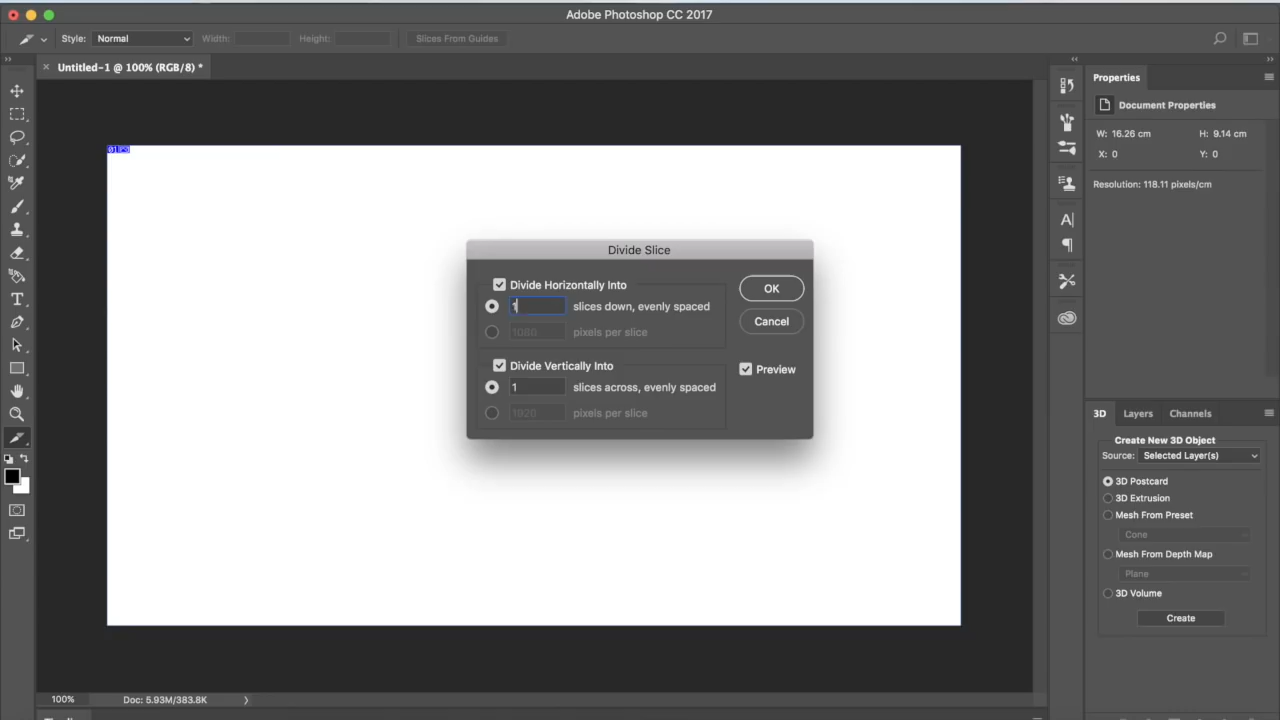 Adobe Photoshop CC 2017
Style: Normal Width: Height: Slices From Guides
Untitled-1 @ 100% (RGB/8) *
Properties
Document Properties
W: 16.26 cm H: 9.14 cm
X: 0 Y: 0
Resolution: 118.11 pixels/cm
Divide Slice
Divide Horizontally Into
1 slices down, evenly spaced
1086 pixels per slice
Divide Vertically Into
1 slices across, evenly spaced
1920 pixels per slice
OK
Cancel
Preview
3D Layers Channels
Create New 3D Object
Source: Selected Layer(s)
3D Postcard
3D Extrusion
Mesh From Preset
Cone
Mesh From Depth Map
Plane
3D Volume
Create
100% Doc: 5.93M/383.8K